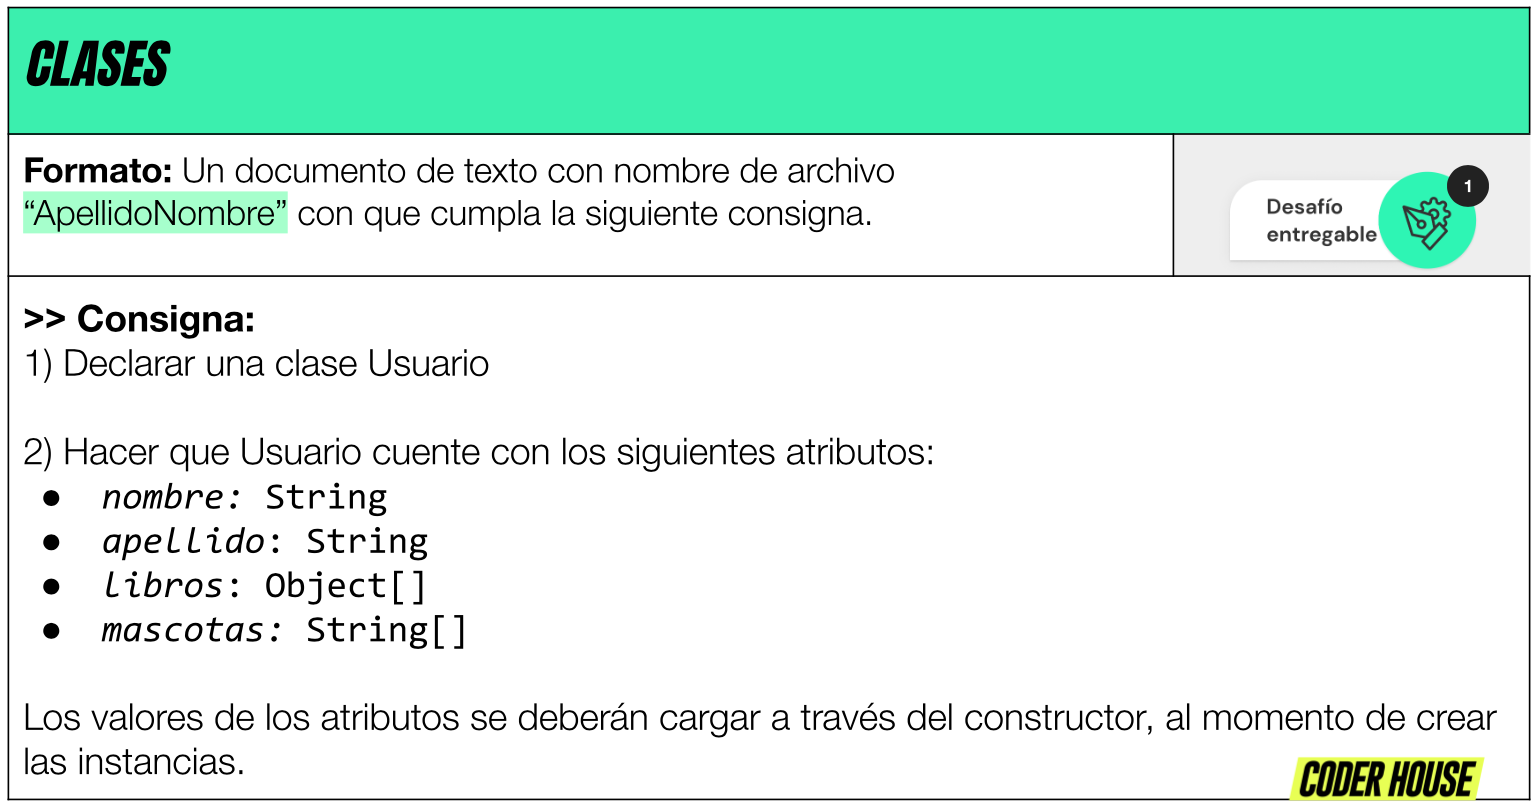 CLASES
Formato: Un documento de texto con nombre de archivo
“ApellidoNombre” con que cumpla la siguiente consigna.
Desafío
entregable
1
>> Consigna:
1) Declarar una clase Usuario
2) Hacer que Usuario cuente con los siguientes atributos:
● nombre: String
● apellido: String
● libros: Object[]
● mascotas: String[]
Los valores de los atributos se deberán cargar a través del constructor, al momento de crear
las instancias.
CODER HOUSE